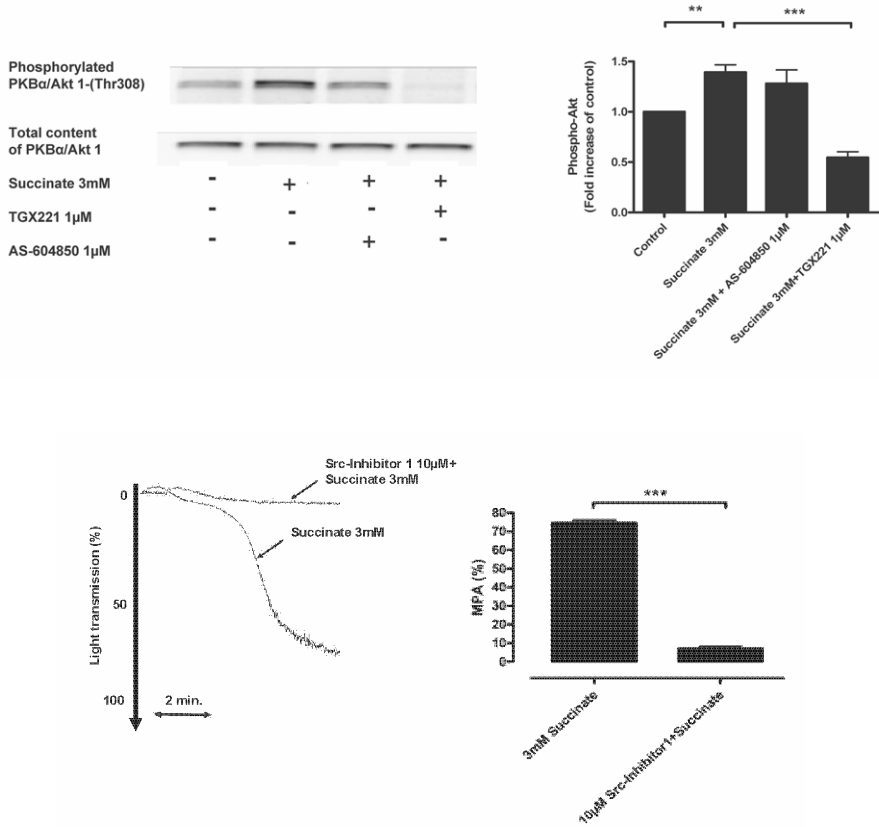 Phosphorylated
PKBα/Akt 1-(Thr308)
Total content
of PKBα/Akt 1
Succinate 3mM - + + +
TGX221 1µM - - - +
AS-604850 1µM - - + -
** ***
Phospho-Akt
(Fold increase of control)
1.5
1.0
0.5
0.0
Control
Succinate 3mM
Succinate 3mM + AS-604850 1µM
Succinate 3mM+TGX221 1µM
Light transmission (%)
0
50
100
2 min.
Src-Inhibitor 1 10µM+
Succinate 3mM
Succinate 3mM
***
MPA (%)
80
70
60
50
40
30
20
10
0
3mM Succinate
10µM Src-Inhibitor1+Succinate